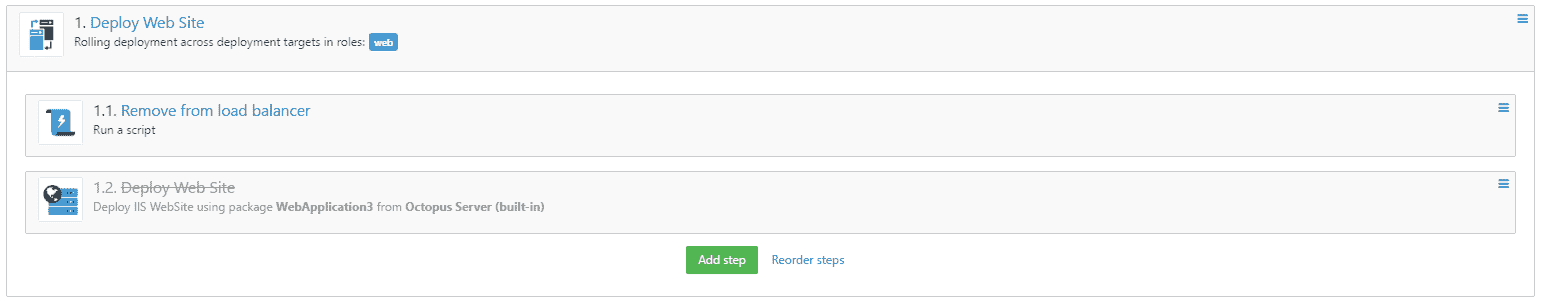 1. Deploy Web Site
Rolling deployment across deployment targets in roles: web
1.1. Remove from load balancer
Run a script
1.2. Deploy Web Site
Deploy IIS WebSite using package WebApplication3 from Octopus Server (built-in)
Add step Reorder steps